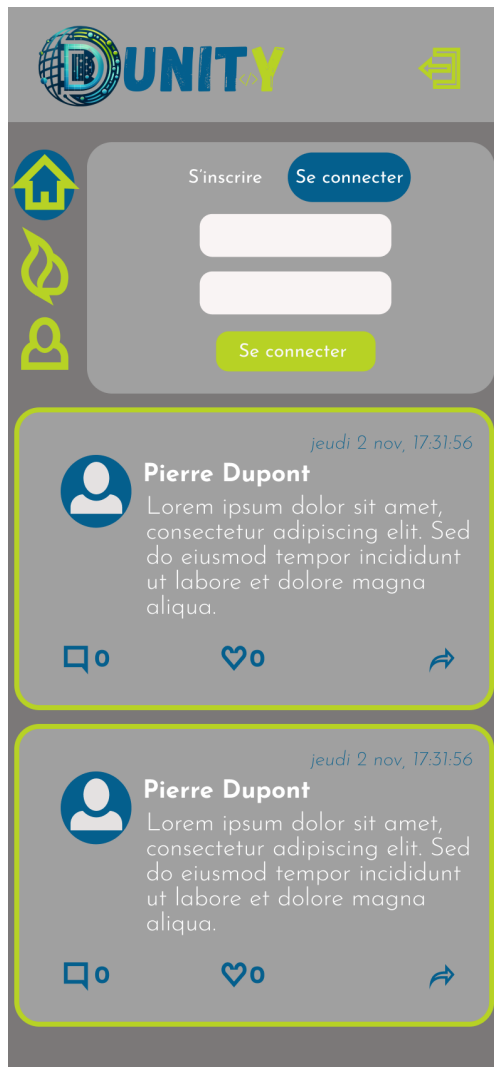 DUNITY
</>
S'inscrire
Se connecter
Se connecter
jeudi 2 nov, 17:31:56
Pierre Dupont
Lorem ipsum dolor sit amet,
consectetur adipiscing elit. Sed
do eiusmod tempor incididunt
ut labore et dolore magna
aliqua.
0
0
jeudi 2 nov, 17:31:56
Pierre Dupont
Lorem ipsum dolor sit amet,
consectetur adipiscing elit. Sed
do eiusmod tempor incididunt
ut labore et dolore magna
aliqua.
0
0